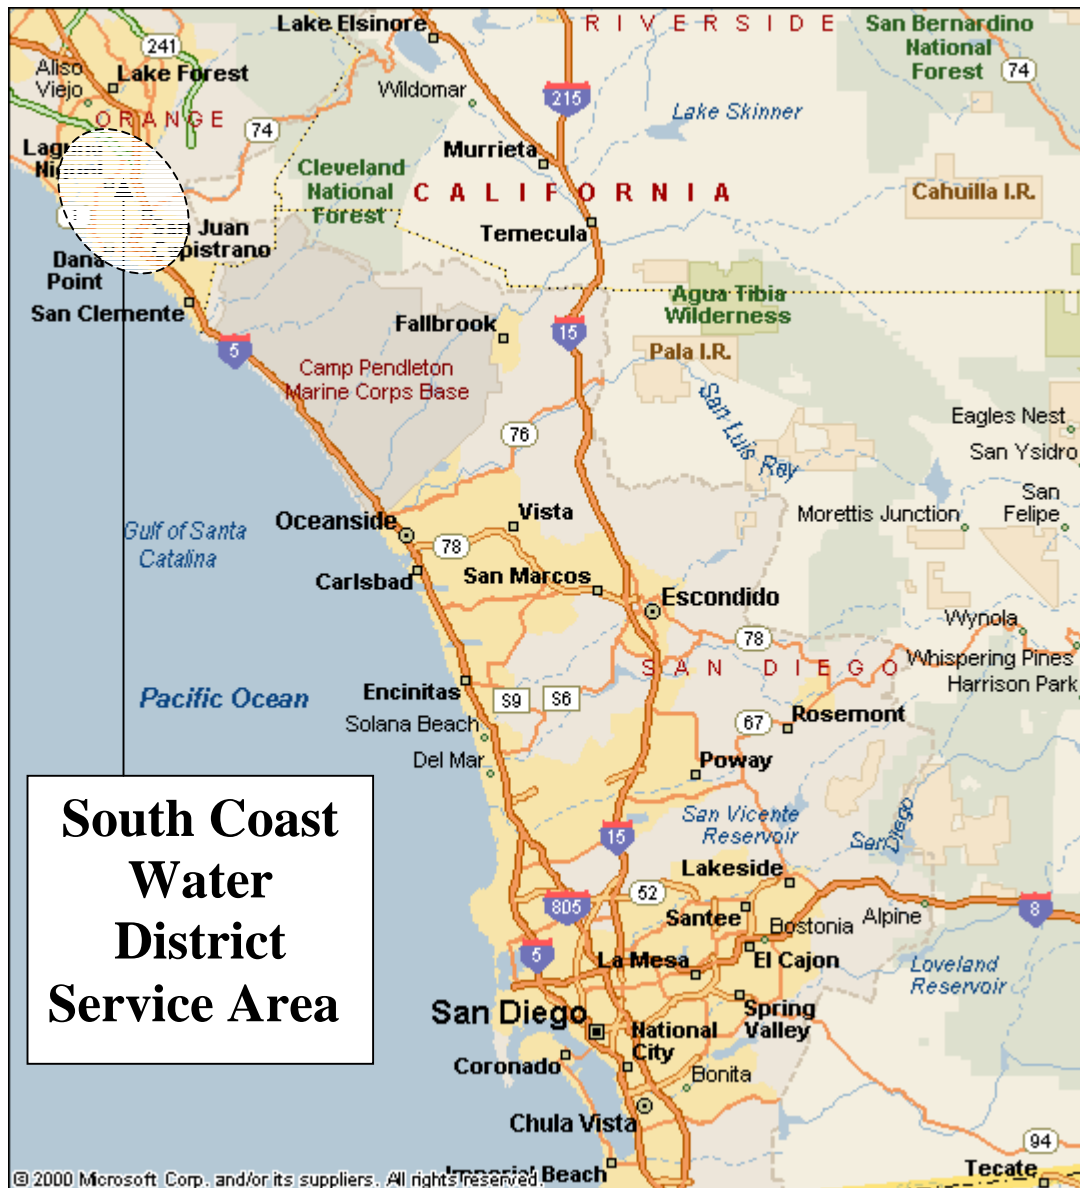 Lake Elsinore
R I V E R S I D E
San Bernardino
National
Forest
241
74
Aliso
Viejo
Lake Forest
Wildomar
215
Lake Skinner
O R A N G E
74
Murrieta
Cleveland
National
Forest
C A L I F O R N I A
Cahuilla I.R.
Juan
pistrano
Temecula
Dana
Point
San Clemente
Agua Tibia
Wilderness
Fallbrook
15
5
Pala I.R.
Camp Pendleton
Marine Corps Base
San Luis Rey
Eagles Nest
San Ysidro
76
San
Felipe
Morettis Junction
Oceanside
Vista
Gulf of Santa
Catalina
78
Carlsbad
San Marcos
Escondido
Wynola
78
S A N D I E G O
Whispering Pines
Harrison Park
Encinitas
Pacific Ocean
S9
S6
Solana Beach
67
Rosemont
Del Mar
Poway
South Coast
Water
District
Service Area
San Vicente
Reservoir
San Diego
15
Lakeside
52
805
Santee
Alpine
8
Bostonia
5
La Mesa
El Cajon
Loveland
Reservoir
San Diego
Spring
Valley
National
City
Coronado
Bonita
Chula Vista
94
Tecate
Imperial Beach
© 2000 Microsoft Corp. and/or its suppliers. All rights reserved.